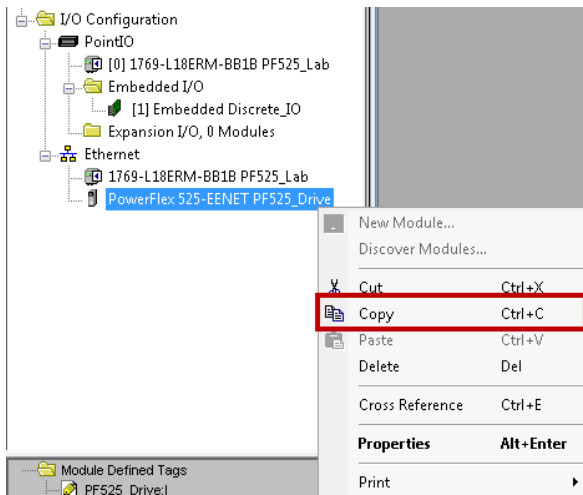 I/O Configuration
PointIO
[0] 1769-L18ERM-BB1B PF525_Lab
Embedded I/O
[1] Embedded Discrete_IO
Expansion I/O, 0 Modules
Ethernet
1769-L18ERM-BB1B PF525_Lab
PowerFlex 525-EENET PF525_Drive
New Module...
Discover Modules...
Cut Ctrl+X
Copy Ctrl+C
Paste Ctrl+V
Delete Del
Cross Reference Ctrl+E
Properties Alt+Enter
Print
Module Defined Tags
PF525_Drive:I